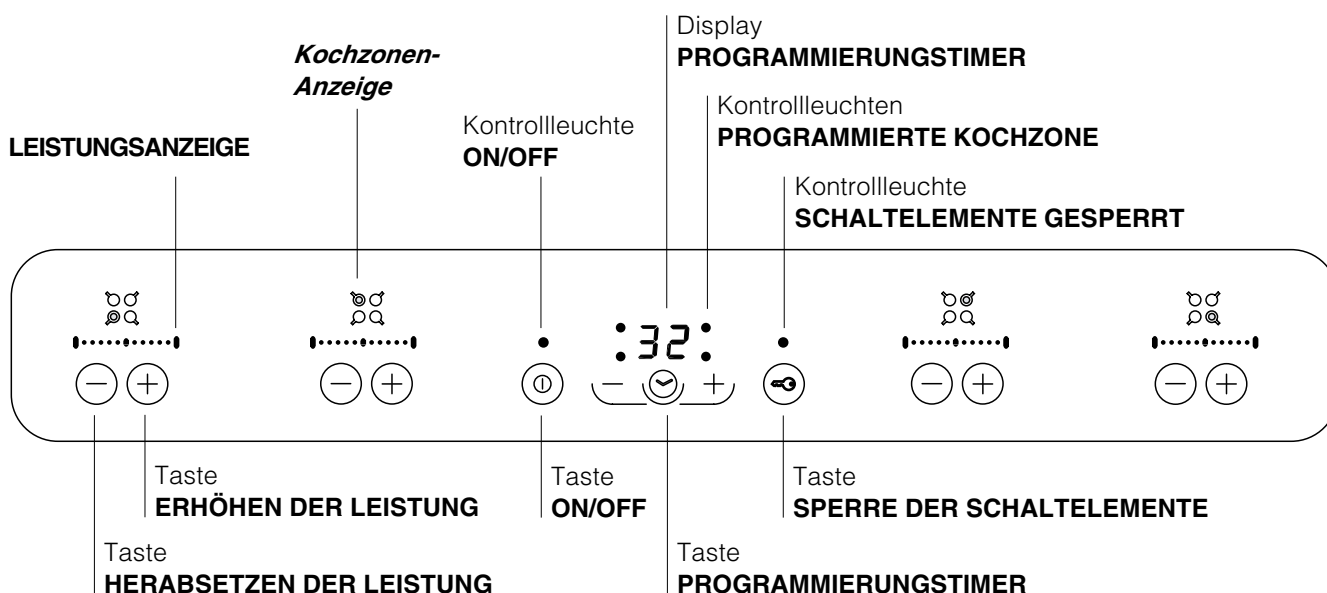 Display
PROGRAMMIERUNGSTIMER
Kochzonen-
Anzeige
Kontrollleuchten
PROGRAMMIERTE KOCHZONE
Kontrollleuchte
ON/OFF
LEISTUNGSANZEIGE
Kontrollleuchte
SCHALTELEMENTE GESPERRT
32
Taste
ERHÖHEN DER LEISTUNG
Taste
ON/OFF
Taste
SPERRE DER SCHALTELEMENTE
Taste
HERABSETZEN DER LEISTUNG
Taste
PROGRAMMIERUNGSTIMER